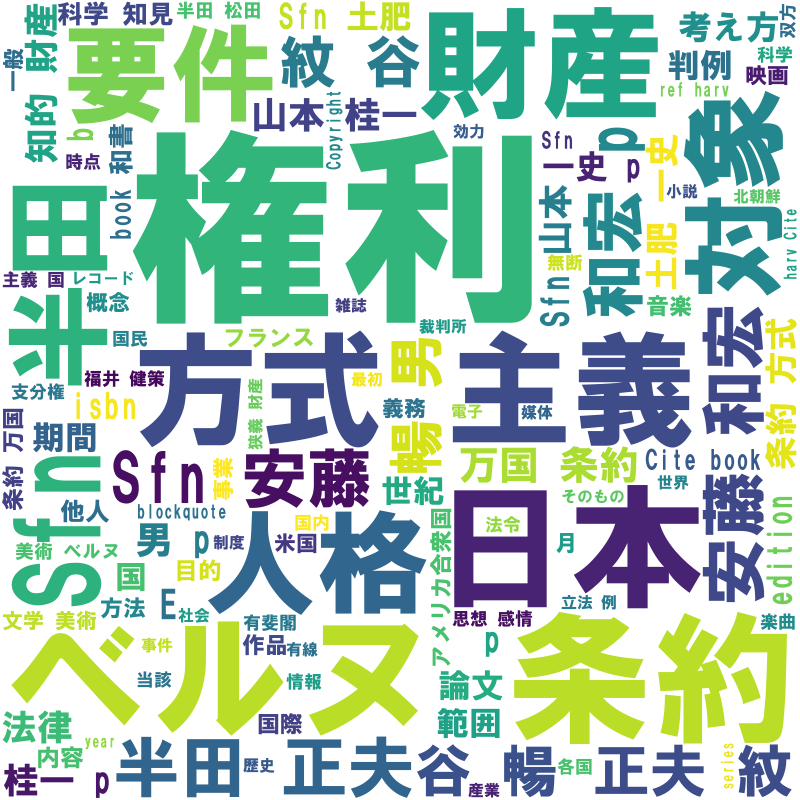 科学 知見
半田 松田
Sfn 土肥
考え方
双方
一般
知的 財産
要件
紋 谷
財産
判例
映画
科学
ref harv
b
和書
時点
山本 桂一
Copyright
効力
Sfn
一史 p
p
一史
対象
小説
北朝鮮
book
半田
権利
山本
和宏
土肥
harv Cite
主義 国
レコード
概念
国民
雑誌
Sfn
無断
音楽
フランス
裁判所
和宏
条約 方式
支分権
福井 健策
最初
方式
男
主義
isbn
義務
電子
媒体
狭義 財産
条約 万国
期間
暢
Sfn
Sfn
安藤
事業
万国 条約
Cite book
世紀
世界
他人
blockquote
そのもの
安藤
edition
国内
人格
日本
法令
アメリカ合衆国
美術 ベルヌ
男 p
制度
米国
月
国
目的
方法
E
社会
立法 例
文学 美術
有斐閣
思想 感情
楽曲
ベルヌ
事件
作品
有線
p
条約
当該
情報
論文
法律
国際
範囲
内容
year
桂一 p
半田 正夫
歴史
谷
産業
暢
各国
正夫
series
紋